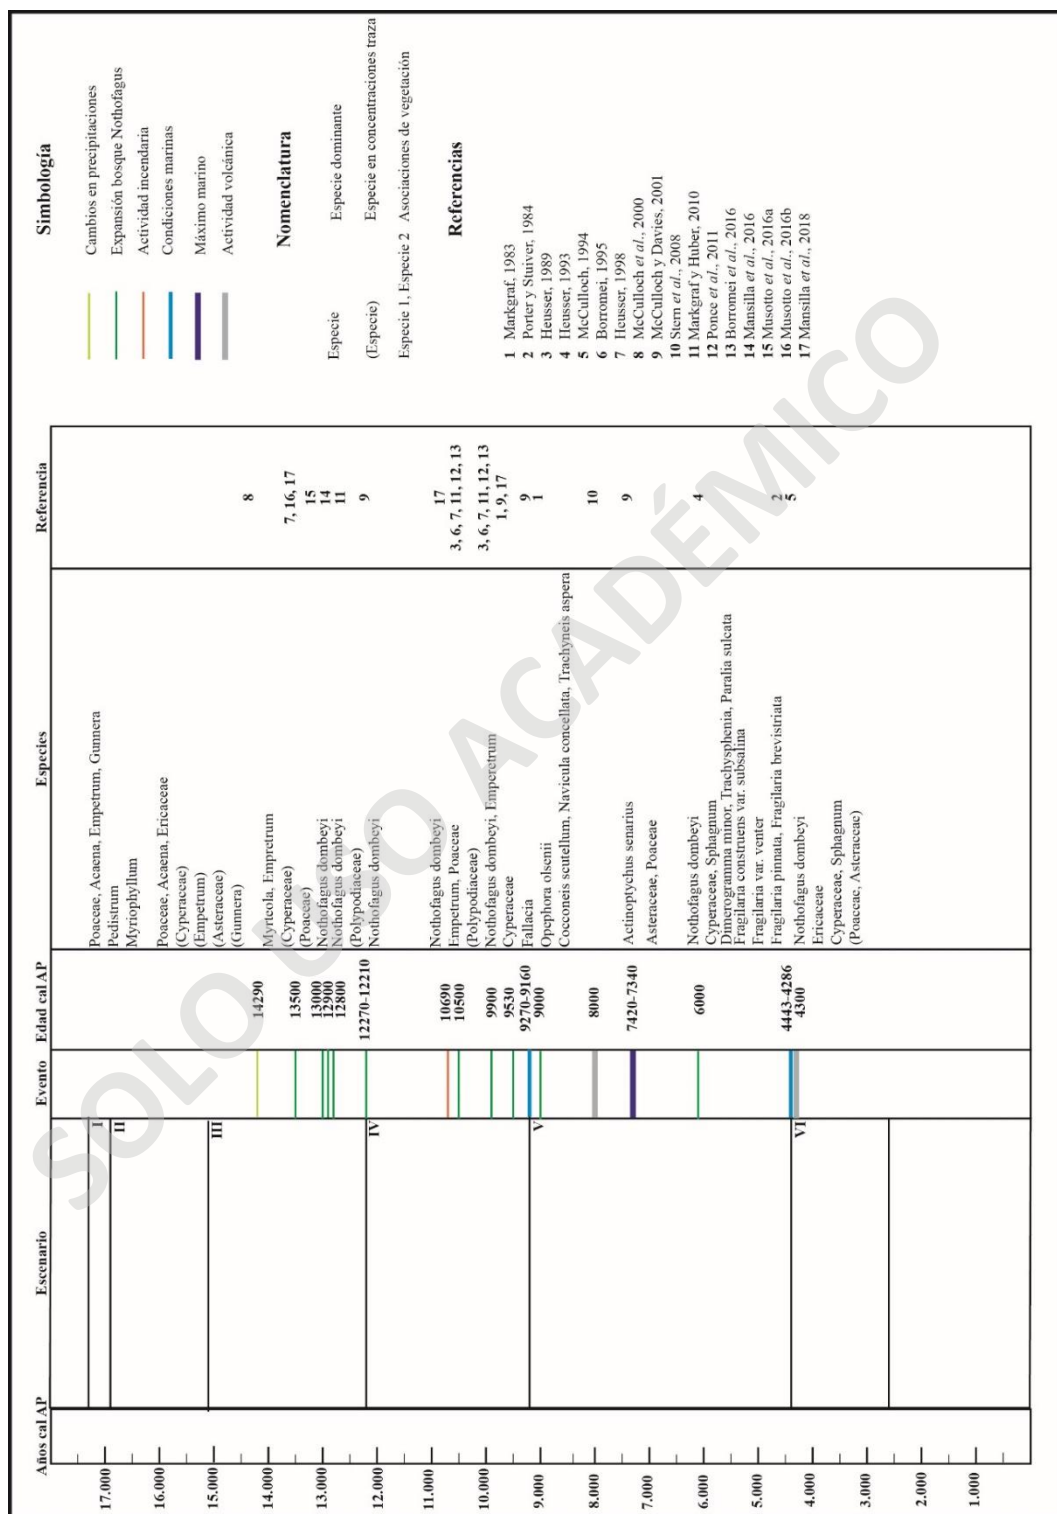 Años cal AP
Escenario
Evento
Edad cal AP
Especies
Referencia
17.000
16.000
15.000
14.000
13.000
12.000
11.000
10.000
9.000
8.000
7.000
6.000
5.000
4.000
3.000
2.000
1.000
I
II
III
IV
V
VI
14290
13500
13000
12900
12800
12270-12210
10690
10500
9900
9530
9270-9160
9000
8000
7420-7340
6000
4443-4286
4300
Poaceae, Acaena, Empetrum, Gunnera
Pedistrum
Myriophyllum
Poaceae, Acaena, Ericaceae
(Cyperaceae)
(Empetrum)
(Asteraceae)
(Gunnera)
Myrteola, Empretrum
(Cyperaceae)
(Poaceae)
Nothofagus dombeyi
Nothofagus dombeyi
(Polypodiaceae)
Nothofagus dombeyi
Nothofagus dombeyi
Empetrum, Poaceae
(Polypodiaceae)
Nothofagus dombeyi, Emperetrum
Cyperaceae
Fallacia
Opephora olsenii
Cocconeis scutellum, Navicula concellata, Trachyneis aspera
Actinoptychus senarius
Asteraceae, Poaceae
Nothofagus dombeyi
Cyperaceae, Sphagnum
Dimerogramma minor, Trachysphenia, Paralia sulcata
Fragilaria construens var. subsalina
Fragilaria var. venter
Fragilaria pinnata, Fragilaria brevistriata
Nothofagus dombeyi
Ericaceae
Cyperaceae, Sphagnum
(Poaceae, Asteraceae)
8
7, 16, 17
15
14
11
9
17
3, 6, 7, 11, 12, 13
3, 6, 7, 11, 12, 13
1, 9, 17
9
1
10
9
4
2
5
Simbología
Cambios en precipitaciones
Expansión bosque Nothofagus
Actividad incendaria
Condiciones marinas
Máximo marino
Actividad volcánica
Nomenclatura
Especie Especie dominante
(Especie) Especie en concentraciones traza
Especie 1, Especie 2 Asociaciones de vegetación
Referencias
1 Markgraf, 1983
2 Porter y Stuiver, 1984
3 Heusser, 1989
4 Heusser, 1993
5 McCulloch, 1994
6 Borromei, 1995
7 Heusser, 1998
8 McCulloch et al., 2000
9 McCulloch y Davies, 2001
10 Stern et al., 2008
11 Markgraf y Huber, 2010
12 Ponce et al., 2011
13 Borromei et al., 2016
14 Mansilla et al., 2016
15 Musotto et al., 2016a
16 Musotto et al., 2016b
17 Mansilla et al., 2018
SOLO USO ACADÉMICO